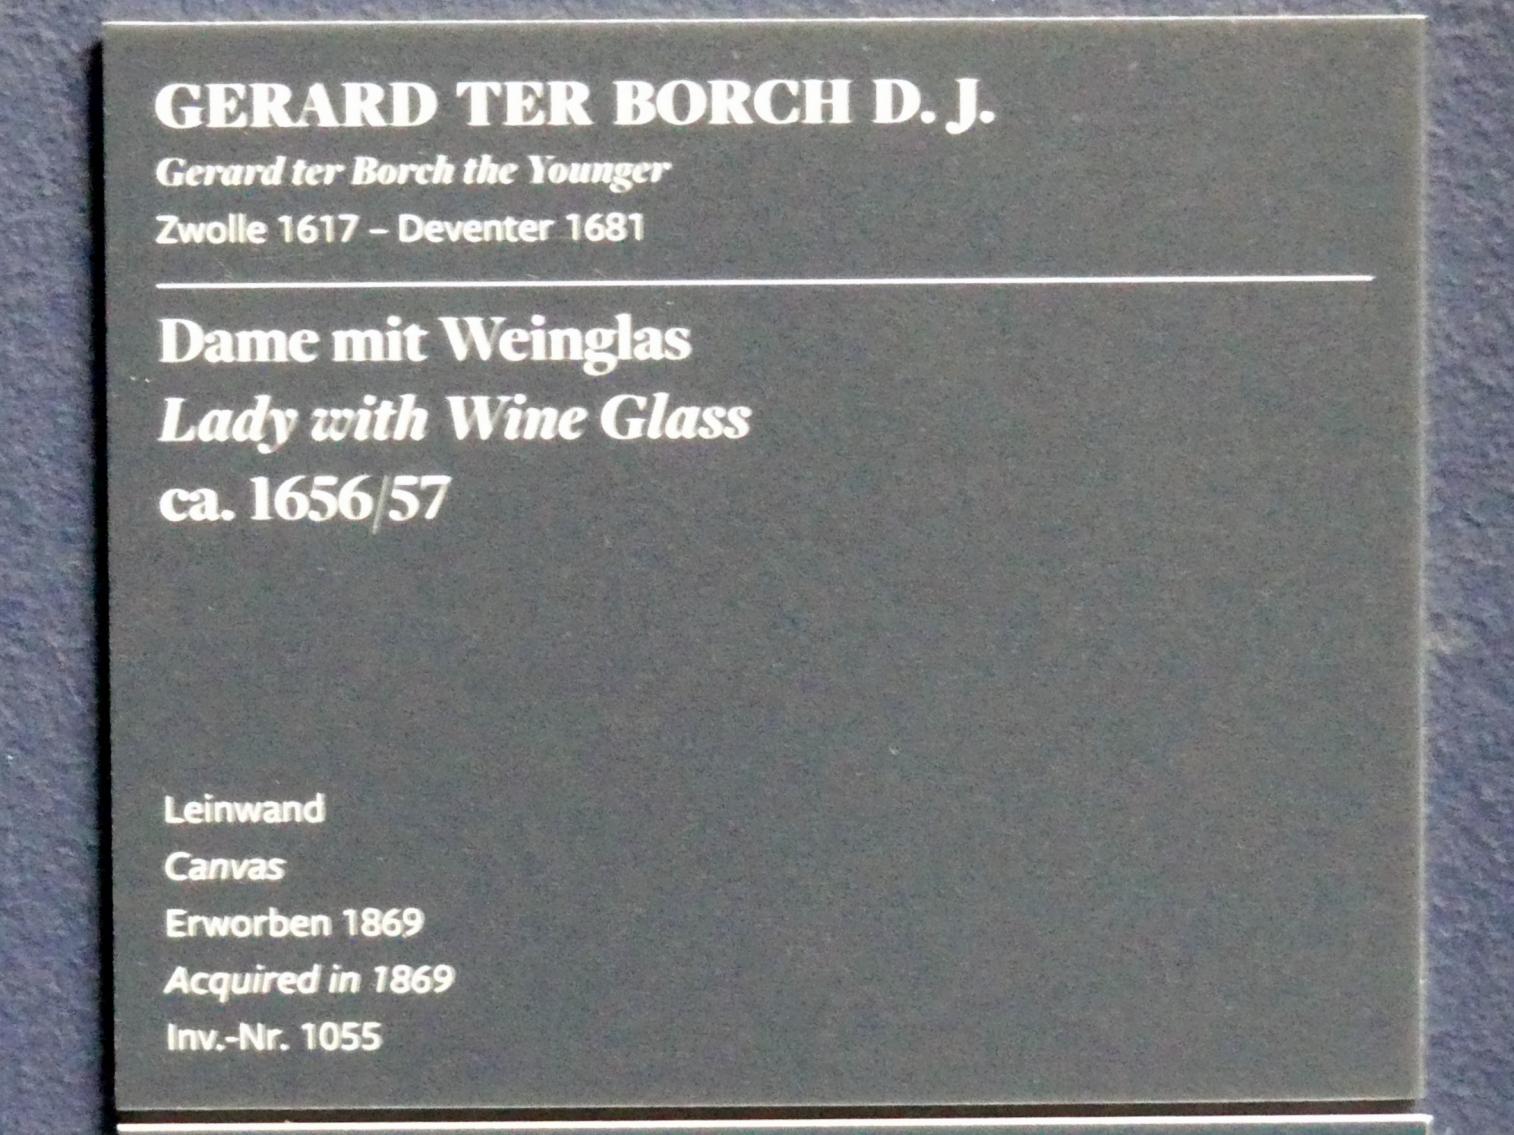 GERARD TER BORCH D. J.
Gerard ter Borch the Younger
Zwolle 1617 – Deventer 1681
Dame mit Weinglas
Lady with Wine Glass
ca. 1656/57
Leinwand
Canvas
Erworben 1869
Acquired in 1869
Inv.-Nr. 1055